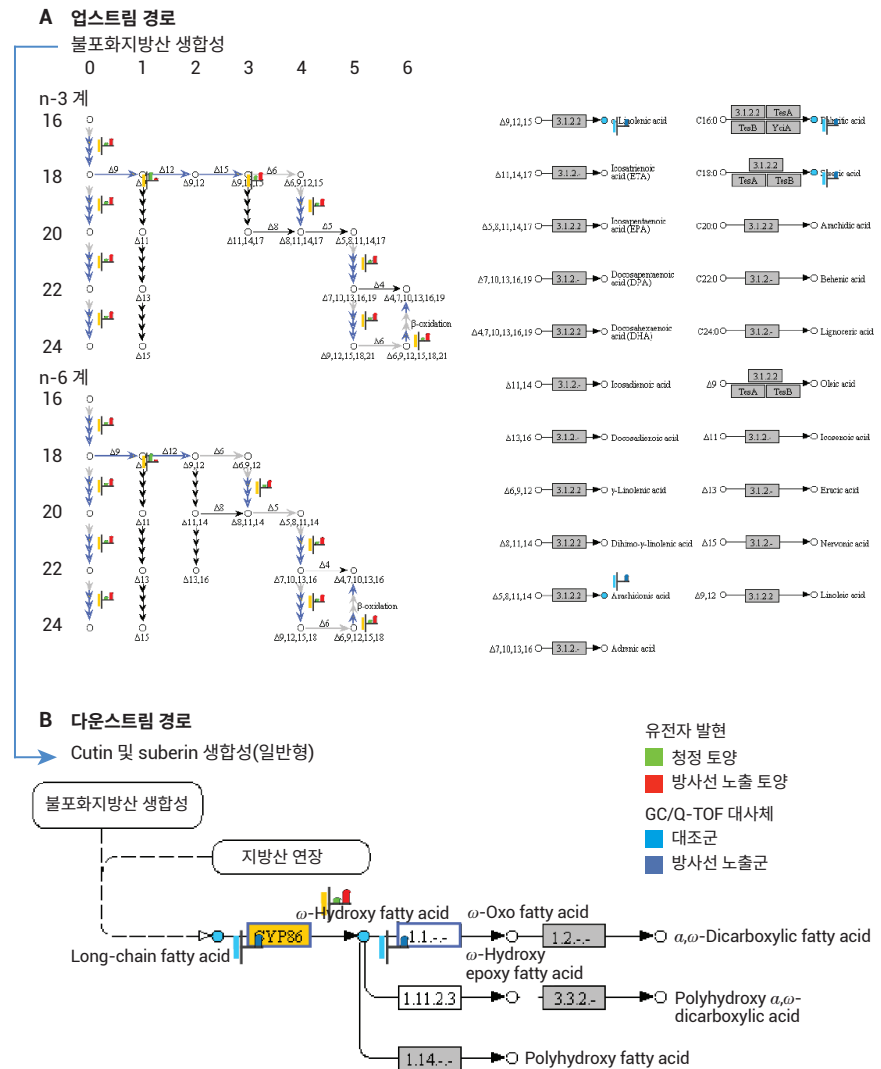 A 업스트림 경로
불포화지방산 생합성
0 1 2 3 4 5 6
n-3 계
16
18
Δ9 Δ12 Δ15 Δ6
Δ9,12 Δ6,9,12,15
20
Δ8 Δ5
Δ11 Δ11,14,17 Δ8,11,14,17 Δ5,8,11,14,17
22
Δ4
Δ13 Δ7,10,13,16,19 Δ4,7,10,13,16,19
β-oxidation
24
Δ6
Δ15 Δ9,12,15,18,21 Δ6,9,12,15,18,21
n-6 계
16
18
Δ9 Δ12 Δ6
Δ9,12 Δ6,9,12
20
Δ8 Δ5
Δ11 Δ11,14 Δ8,11,14 Δ5,8,11,14
22
Δ4
Δ13 Δ13,16 Δ7,10,13,16 Δ4,7,10,13,16
β-oxidation
24
Δ6
Δ15 Δ9,12,15,18 Δ6,9,12,15,18
Δ9,12,15 3.1.2.2 α-Linolenic acid
Δ11,14,17 3.1.2.- Icosatrienoic acid (ETA)
Δ5,8,11,14,17 3.1.2.2 Icosapentaenoic acid (EPA)
Δ7,10,13,16,19 3.1.2.- Docosapentaenoic acid (DPA)
Δ4,7,10,13,16,19 3.1.2.2 Docosahexaenoic acid (DHA)
Δ11,14 3.1.2.- Icosadienoic acid
Δ13,16 3.1.2.- Docosadienoic acid
Δ6,9,12 3.1.2.2 γ-Linolenic acid
Δ8,11,14 3.1.2.2 Dihomo-γ-linolenic acid
Δ5,8,11,14 3.1.2.2 Arachidonic acid
Δ7,10,13,16 3.1.2.- Adrenic acid
C16:0 3.1.2.2 TesA TesB YciA Palmitic acid
C18:0 3.1.2.2 TesA TesB Stearic acid
C20:0 3.1.2.2 Arachidic acid
C22:0 3.1.2.- Behenic acid
C24:0 3.1.2.- Lignoceric acid
Δ9 3.1.2.2 TesA TesB Oleic acid
Δ11 3.1.2.- Icosenoic acid
Δ13 3.1.2.- Erucic acid
Δ15 3.1.2.- Nervonic acid
Δ9,12 3.1.2.2 Linoleic acid
B 다운스트림 경로
Cutin 및 suberin 생합성(일반형)
유전자 발현
청정 토양
방사선 노출 토양
GC/Q-TOF 대사체
대조군
방사선 노출군
불포화지방산 생합성
지방산 연장
Long-chain fatty acid
CYP86
ω-Hydroxy fatty acid
1.1.-.-
ω-Oxo fatty acid
1.2.-.-
α,ω-Dicarboxylic fatty acid
1.11.2.3
ω-Hydroxy
epoxy fatty acid
3.3.2.-
Polyhydroxy α,ω-
dicarboxylic acid
1.14.-.-
Polyhydroxy fatty acid